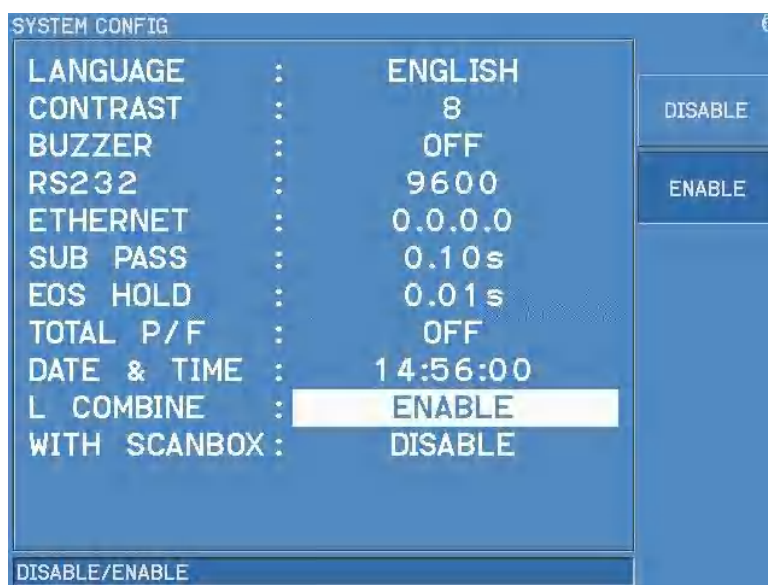 SYSTEM CONFIG
LANGUAGE : ENGLISH
CONTRAST : 8
BUZZER : OFF
RS232 : 9600
ETHERNET : 0.0.0.0
SUB PASS : 0.10s
EOS HOLD : 0.01s
TOTAL P/F : OFF
DATE & TIME : 14:56:00
L COMBINE : ENABLE
WITH SCANBOX : DISABLE
DISABLE
ENABLE
DISABLE/ENABLE